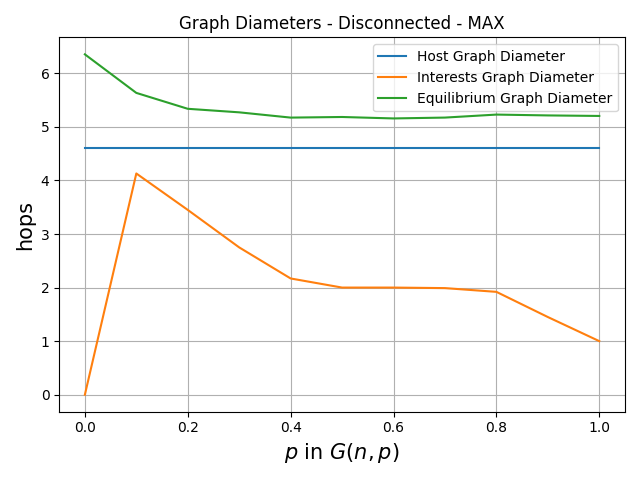 Graph Diameters - Disconnected - MAX
Host Graph Diameter
Interests Graph Diameter
Equilibrium Graph Diameter
hops
6
5
4
3
2
1
0
0.0 0.2 0.4 0.6 0.8 1.0
p in G(n, p)